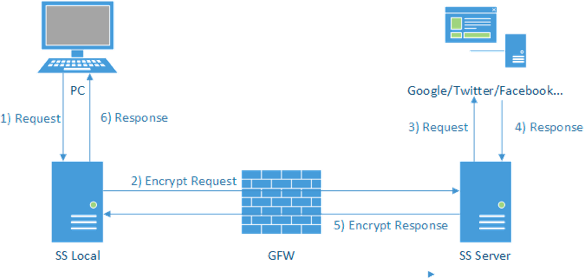 PC
Google/Twitter/Facebook...
1) Request
6) Response
3) Request
4) Response
2) Encrypt Request
5) Encrypt Response
SS Local
GFW
SS Server